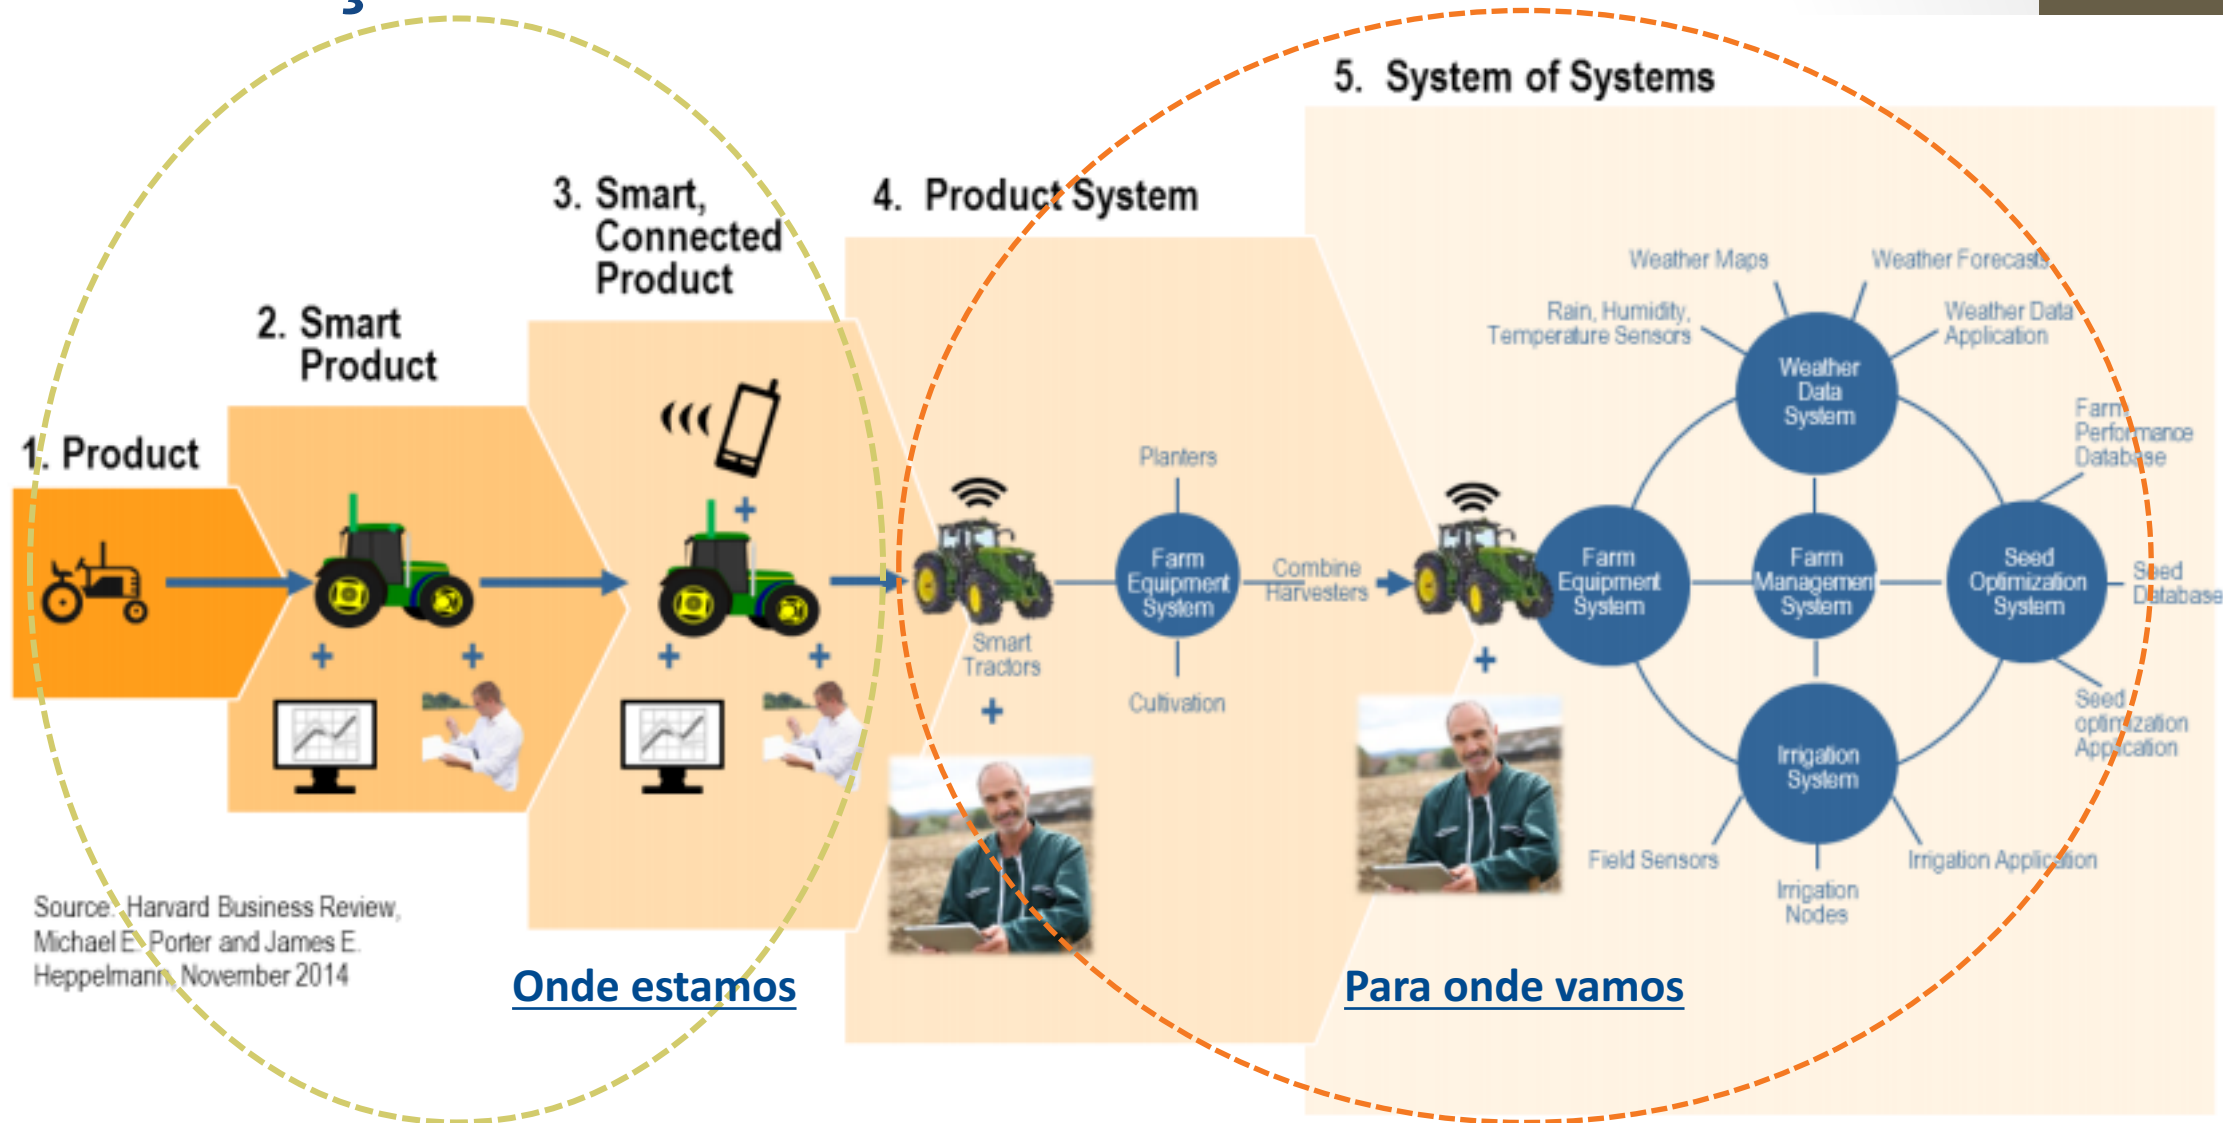 5. System of Systems
3. Smart,
Connected
Product
4. Product System
2. Smart
Product
1. Product
Weather Maps
Weather Forecasts
Rain, Humidity,
Temperature Sensors
Weather Data
Application
Weather
Data
System
Farm
Performance
Database
Planters
Farm
Equipment
System
Combine
Harvesters
Farm
Equipment
System
Farm
Management
System
Seed
Optimization
System
Seed
Database
Smart
Tractors
Cultivation
Seed
optimization
Application
Irrigation
System
Field Sensors
Irrigation Application
Irrigation
Nodes
Source: Harvard Business Review,
Michael E. Porter and James E.
Heppelmann, November 2014
Onde estamos
Para onde vamos